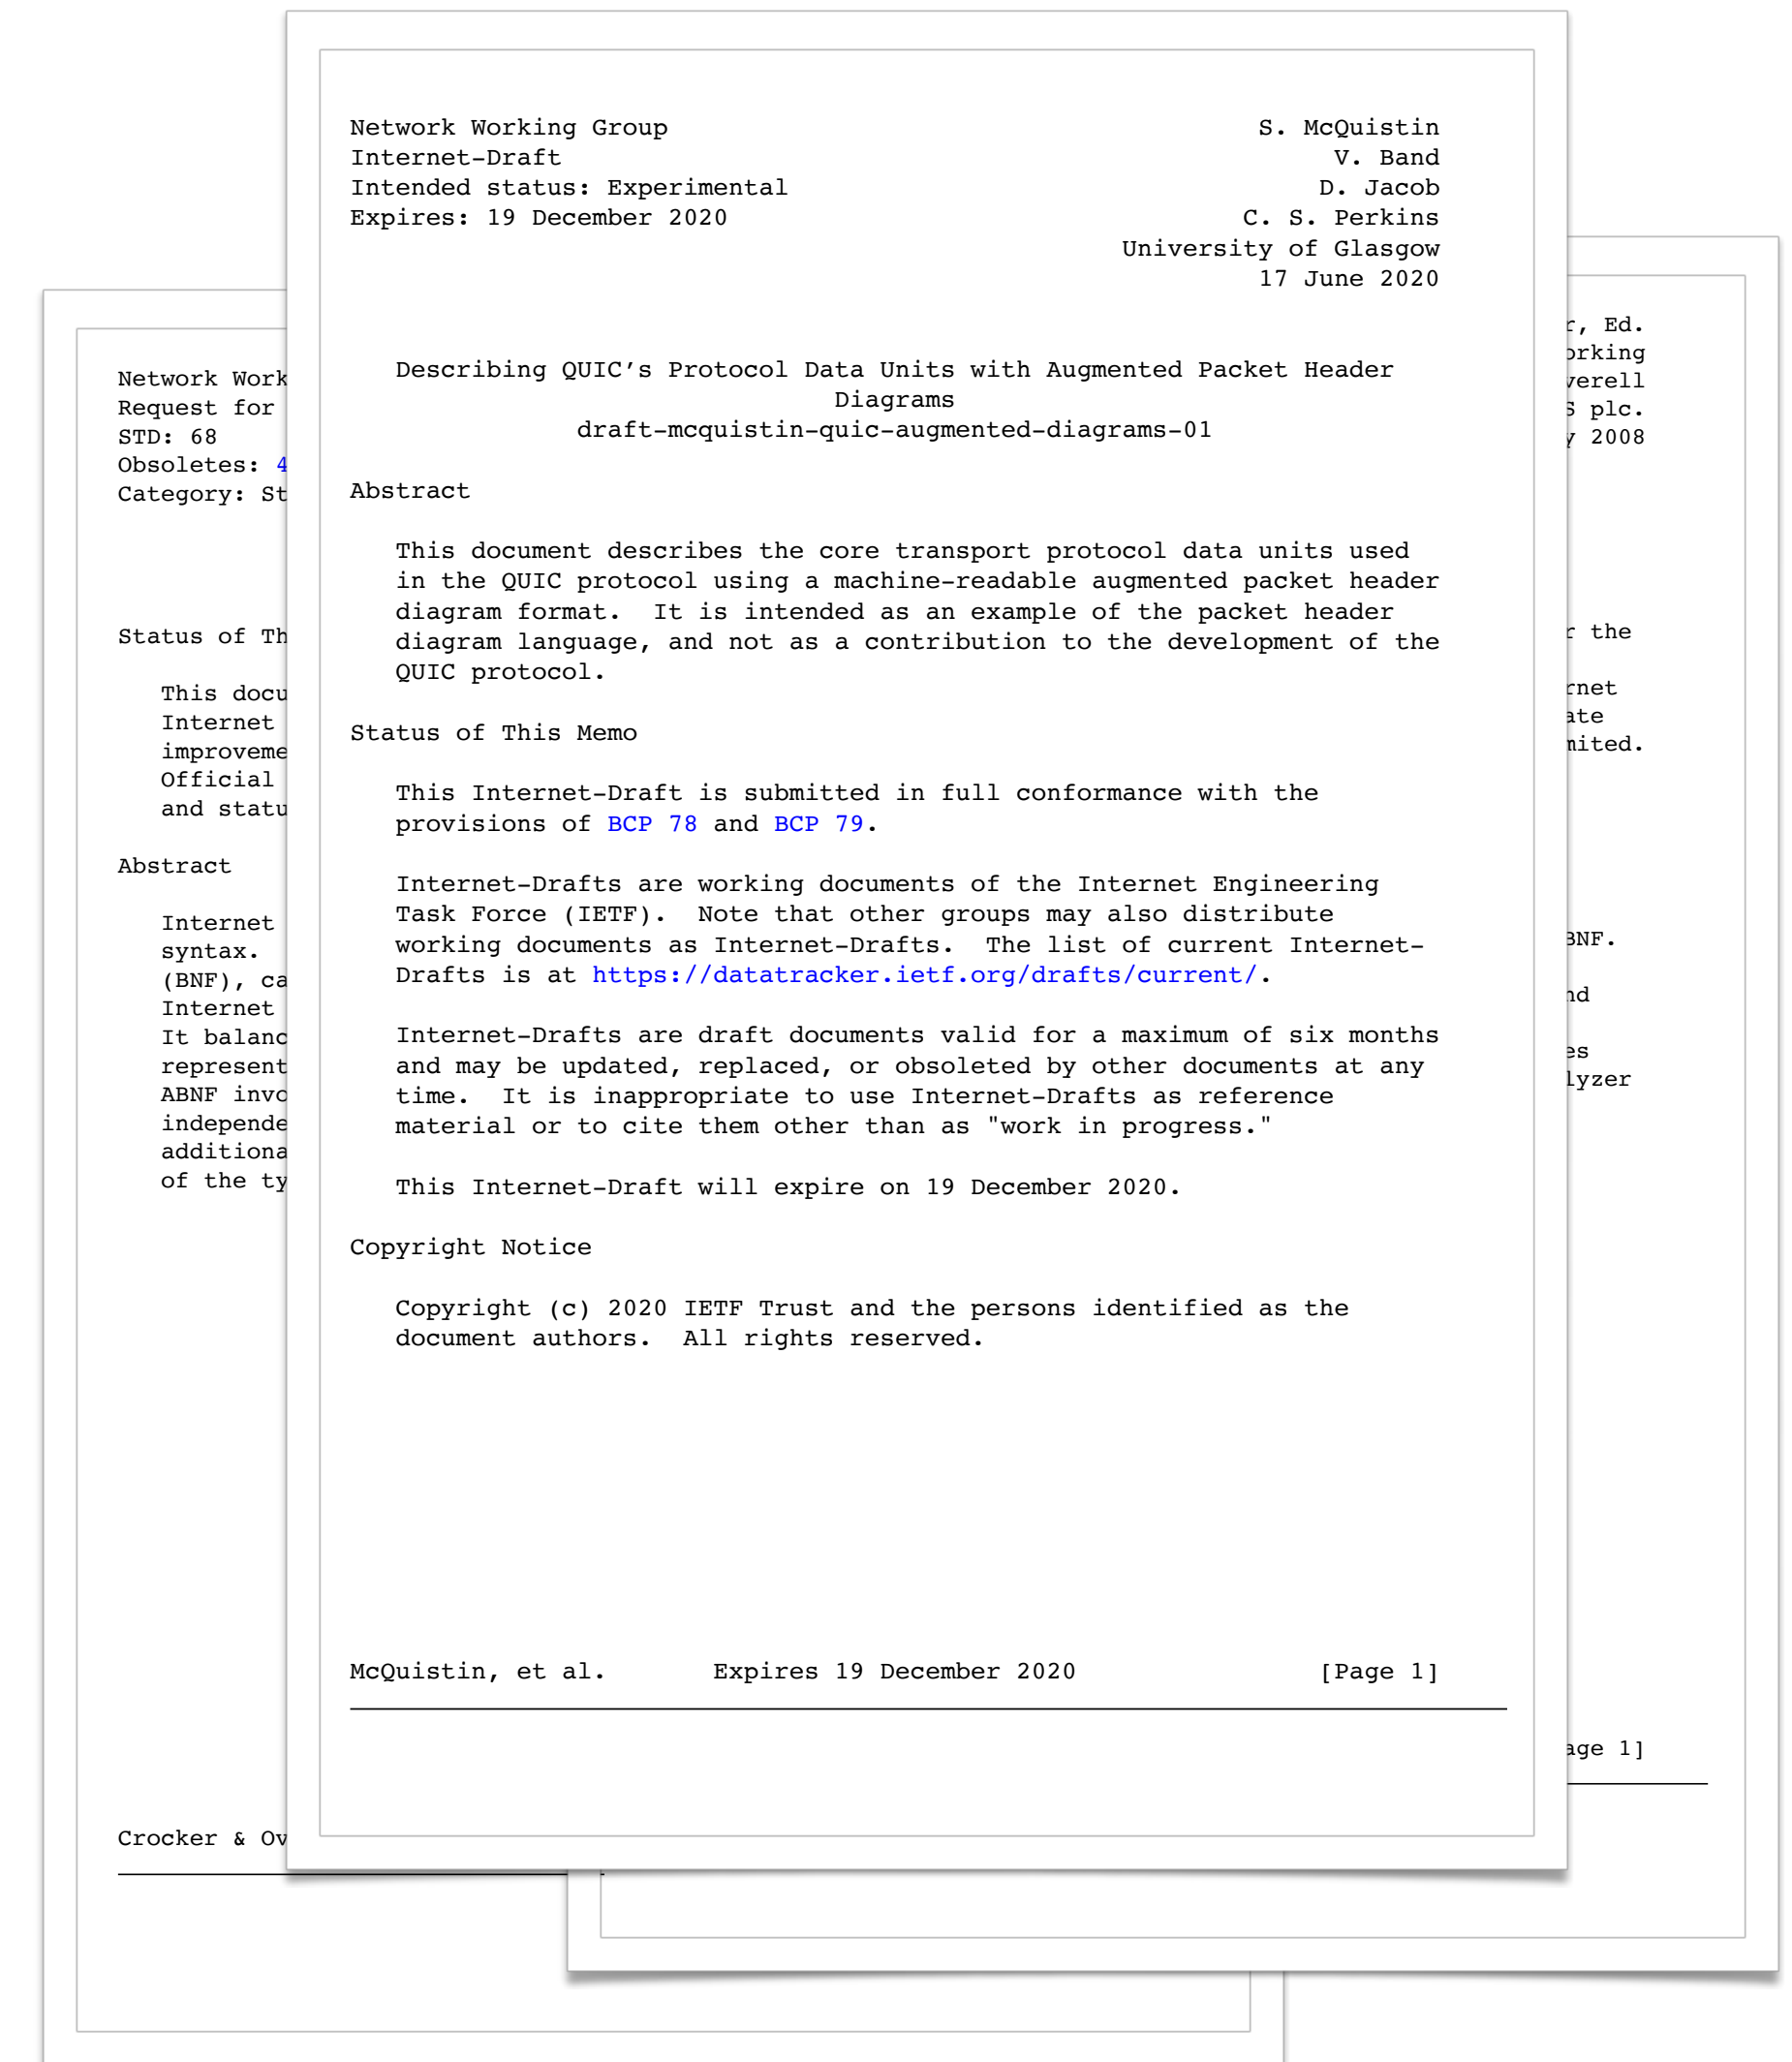 Network Working Group S. McQuistin
Internet-Draft V. Band
Intended status: Experimental D. Jacob
Expires: 19 December 2020 C. S. Perkins
University of Glasgow
17 June 2020
Describing QUIC's Protocol Data Units with Augmented Packet Header
Diagrams
draft-mcquistin-quic-augmented-diagrams-01
Abstract
This document describes the core transport protocol data units used
in the QUIC protocol using a machine-readable augmented packet header
diagram format. It is intended as an example of the packet header
diagram language, and not as a contribution to the development of the
QUIC protocol.
Status of This Memo
This Internet-Draft is submitted in full conformance with the
provisions of BCP 78 and BCP 79.
Internet-Drafts are working documents of the Internet Engineering
Task Force (IETF). Note that other groups may also distribute
working documents as Internet-Drafts. The list of current Internet-
Drafts is at https://datatracker.ietf.org/drafts/current/.
Internet-Drafts are draft documents valid for a maximum of six months
and may be updated, replaced, or obsoleted by other documents at any
time. It is inappropriate to use Internet-Drafts as reference
material or to cite them other than as "work in progress."
This Internet-Draft will expire on 19 December 2020.
Copyright Notice
Copyright (c) 2020 IETF Trust and the persons identified as the
document authors. All rights reserved.
McQuistin, et al. Expires 19 December 2020 [Page 1]
Network Work
Request for
STD: 68
Obsoletes: 4
Category: St
Status of Th
This docu
Internet
improveme
Official
and statu
Abstract
Internet
syntax.
(BNF), ca
Internet
It balanc
represent
ABNF invo
independe
additiona
of the ty
Crocker & Ov
r, Ed.
orking
verell
S plc.
y 2008
r the
rnet
ate
mited.
BNF.
nd
es
lyzer
age 1]